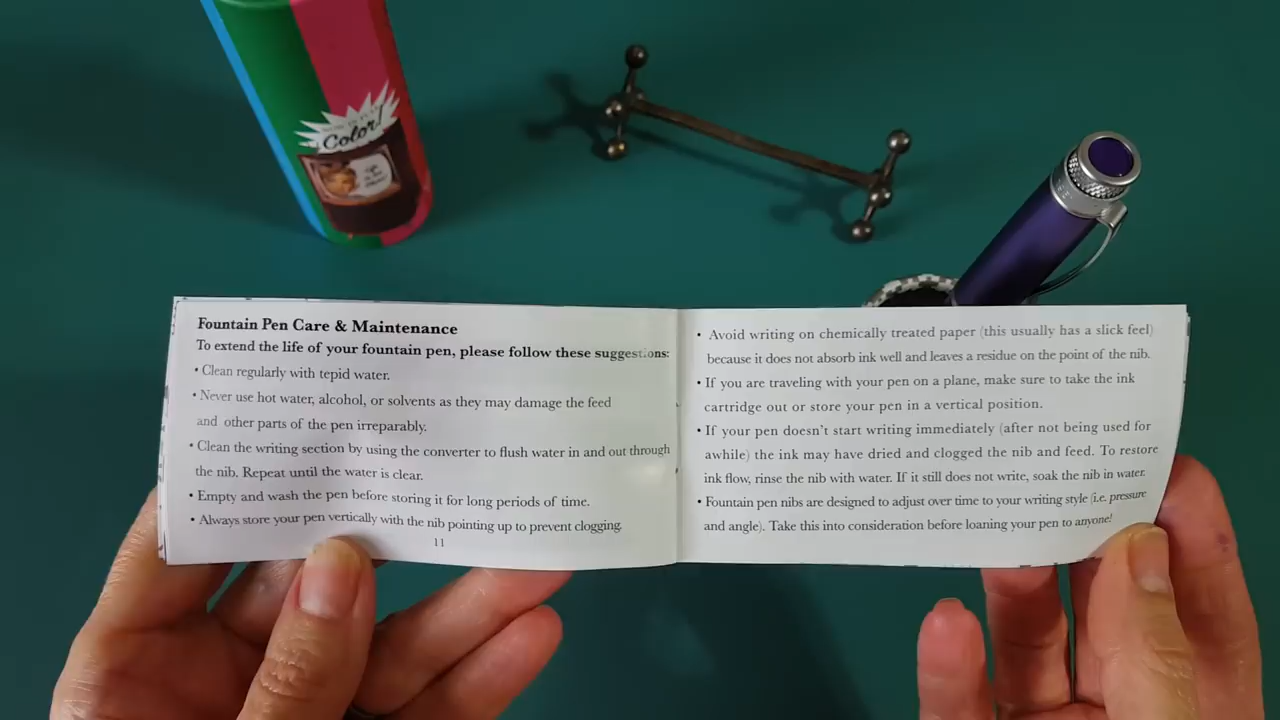 Color!
Fountain Pen Care & Maintenance
To extend the life of your fountain pen, please follow these suggestions:
• Clean regularly with tepid water.
• Never use hot water, alcohol, or solvents as they may damage the feed
and other parts of the pen irreparably.
• Clean the writing section by using the converter to flush water in and out through
the nib. Repeat until the water is clear.
• Empty and wash the pen before storing it for long periods of time.
• Always store your pen vertically with the nib pointing up to prevent clogging.
11
• Avoid writing on chemically treated paper (this usually has a slick feel)
because it does not absorb ink well and leaves a residue on the point of the nib.
• If you are traveling with your pen on a plane, make sure to take the ink
cartridge out or store your pen in a vertical position.
• If your pen doesn't start writing immediately (after not being used for
awhile) the ink may have dried and clogged the nib and feed. To restore
ink flow, rinse the nib with water. If it still does not write, soak the nib in water.
• Fountain pen nibs are designed to adjust over time to your writing style (i.e. pressure
and angle). Take this into consideration before loaning your pen to anyone!